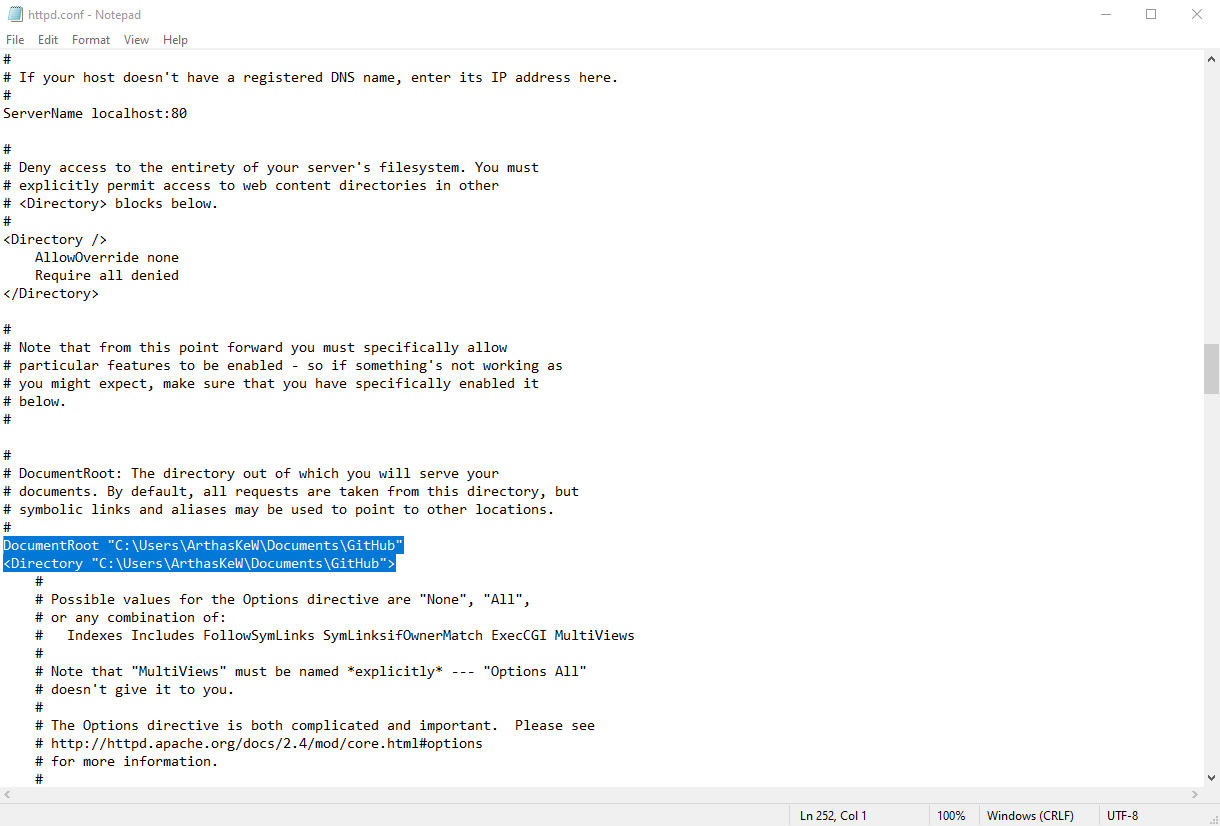 httpd.conf - Notepad
File Edit Format View Help
#
# If your host doesn't have a registered DNS name, enter its IP address here.
#
ServerName localhost:80
#
# Deny access to the entirety of your server's filesystem. You must
# explicitly permit access to web content directories in other
# <Directory> blocks below.
#
<Directory />
    AllowOverride none
    Require all denied
</Directory>
#
# Note that from this point forward you must specifically allow
# particular features to be enabled - so if something's not working as
# you might expect, make sure that you have specifically enabled it
# below.
#
#
# DocumentRoot: The directory out of which you will serve your
# documents. By default, all requests are taken from this directory, but
# symbolic links and aliases may be used to point to other locations.
#
DocumentRoot "C:\Users\ArthasKeW\Documents\GitHub"
<Directory "C:\Users\ArthasKeW\Documents\GitHub">
    #
    # Possible values for the Options directive are "None", "All",
    # or any combination of:
    #   Indexes Includes FollowSymLinks SymLinksifOwnerMatch ExecCGI MultiViews
    #
    # Note that "MultiViews" must be named *explicitly* --- "Options All"
    # doesn't give it to you.
    #
    # The Options directive is both complicated and important.  Please see
    # http://httpd.apache.org/docs/2.4/mod/core.html#options
    # for more information.
    #
Ln 252, Col 1 100% Windows (CRLF) UTF-8